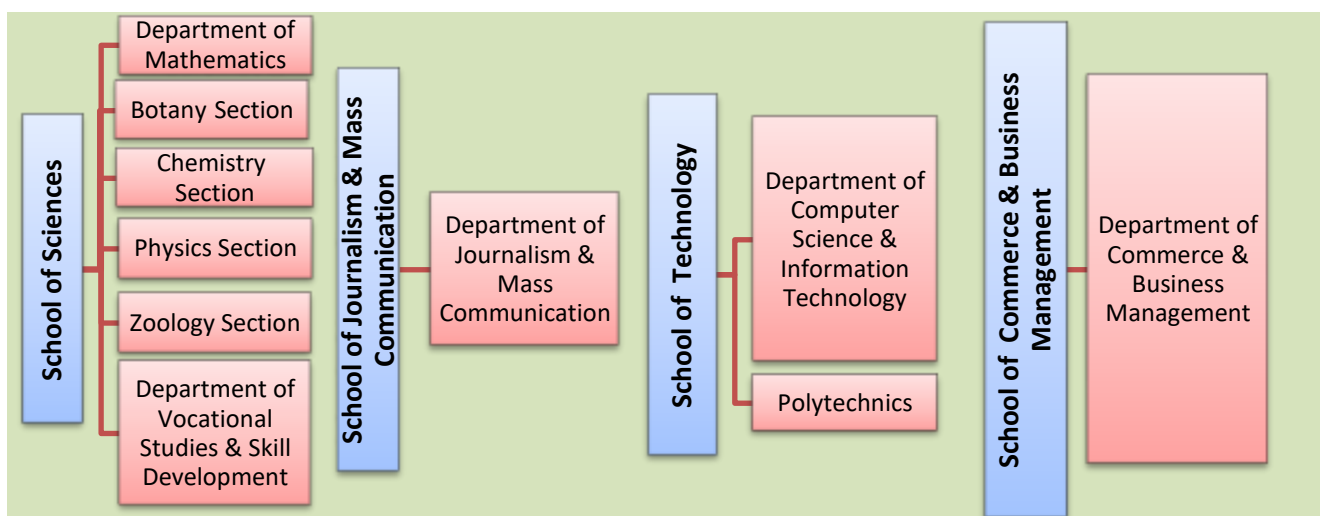 School of Sciences
Department of
Mathematics
Botany Section
Chemistry
Section
Physics Section
Zoology Section
Department of
Vocational
Studies & Skill
Development
School of Journalism & Mass
Communication
Department of
Journalism &
Mass
Communication
School of Technology
Department of
Computer
Science &
Information
Technology
Polytechnics
School of Commerce & Business
Management
Department of
Commerce &
Business
Management